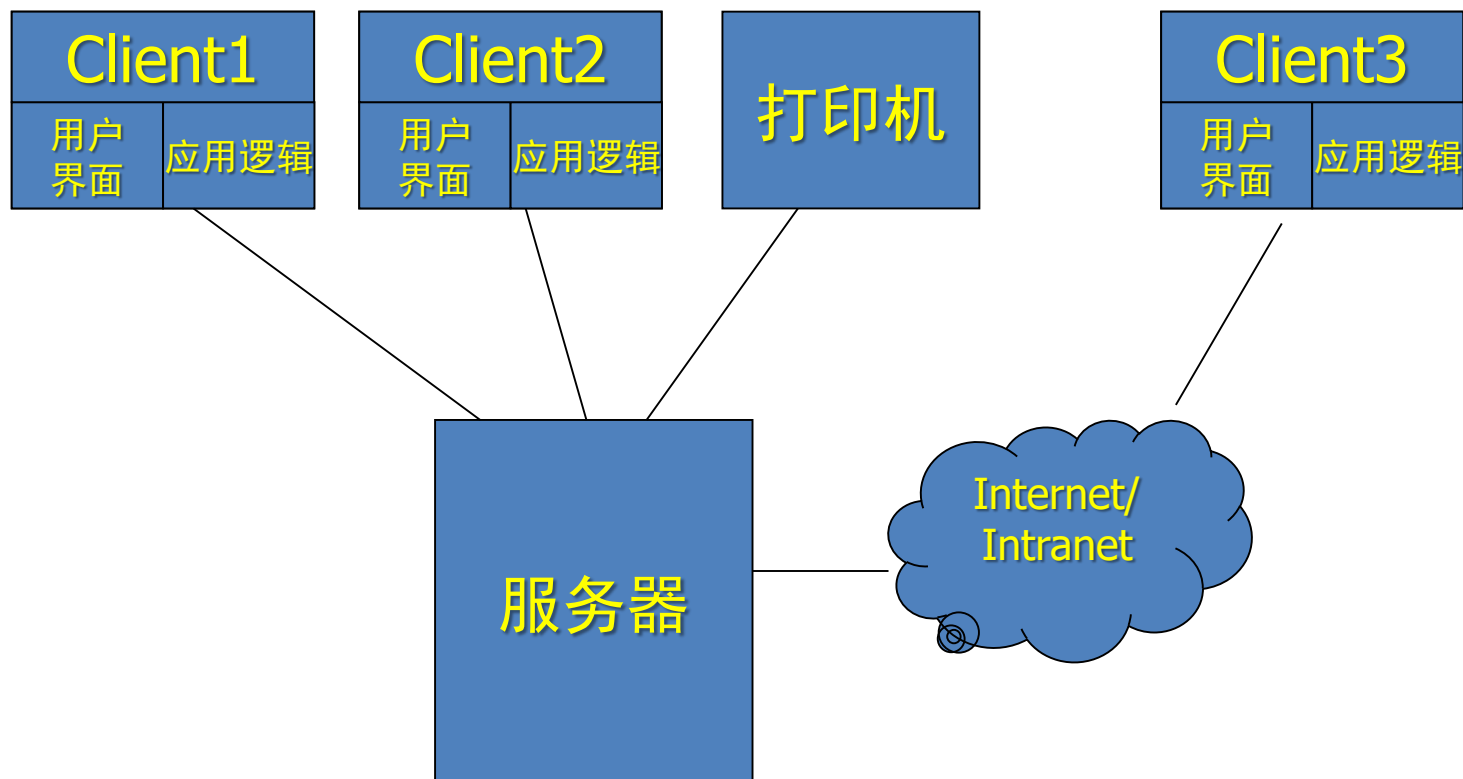 Client1
用户
界面
应用逻辑
Client2
用户
界面
应用逻辑
打印机
Client3
用户
界面
应用逻辑
服务器
Internet/
Intranet